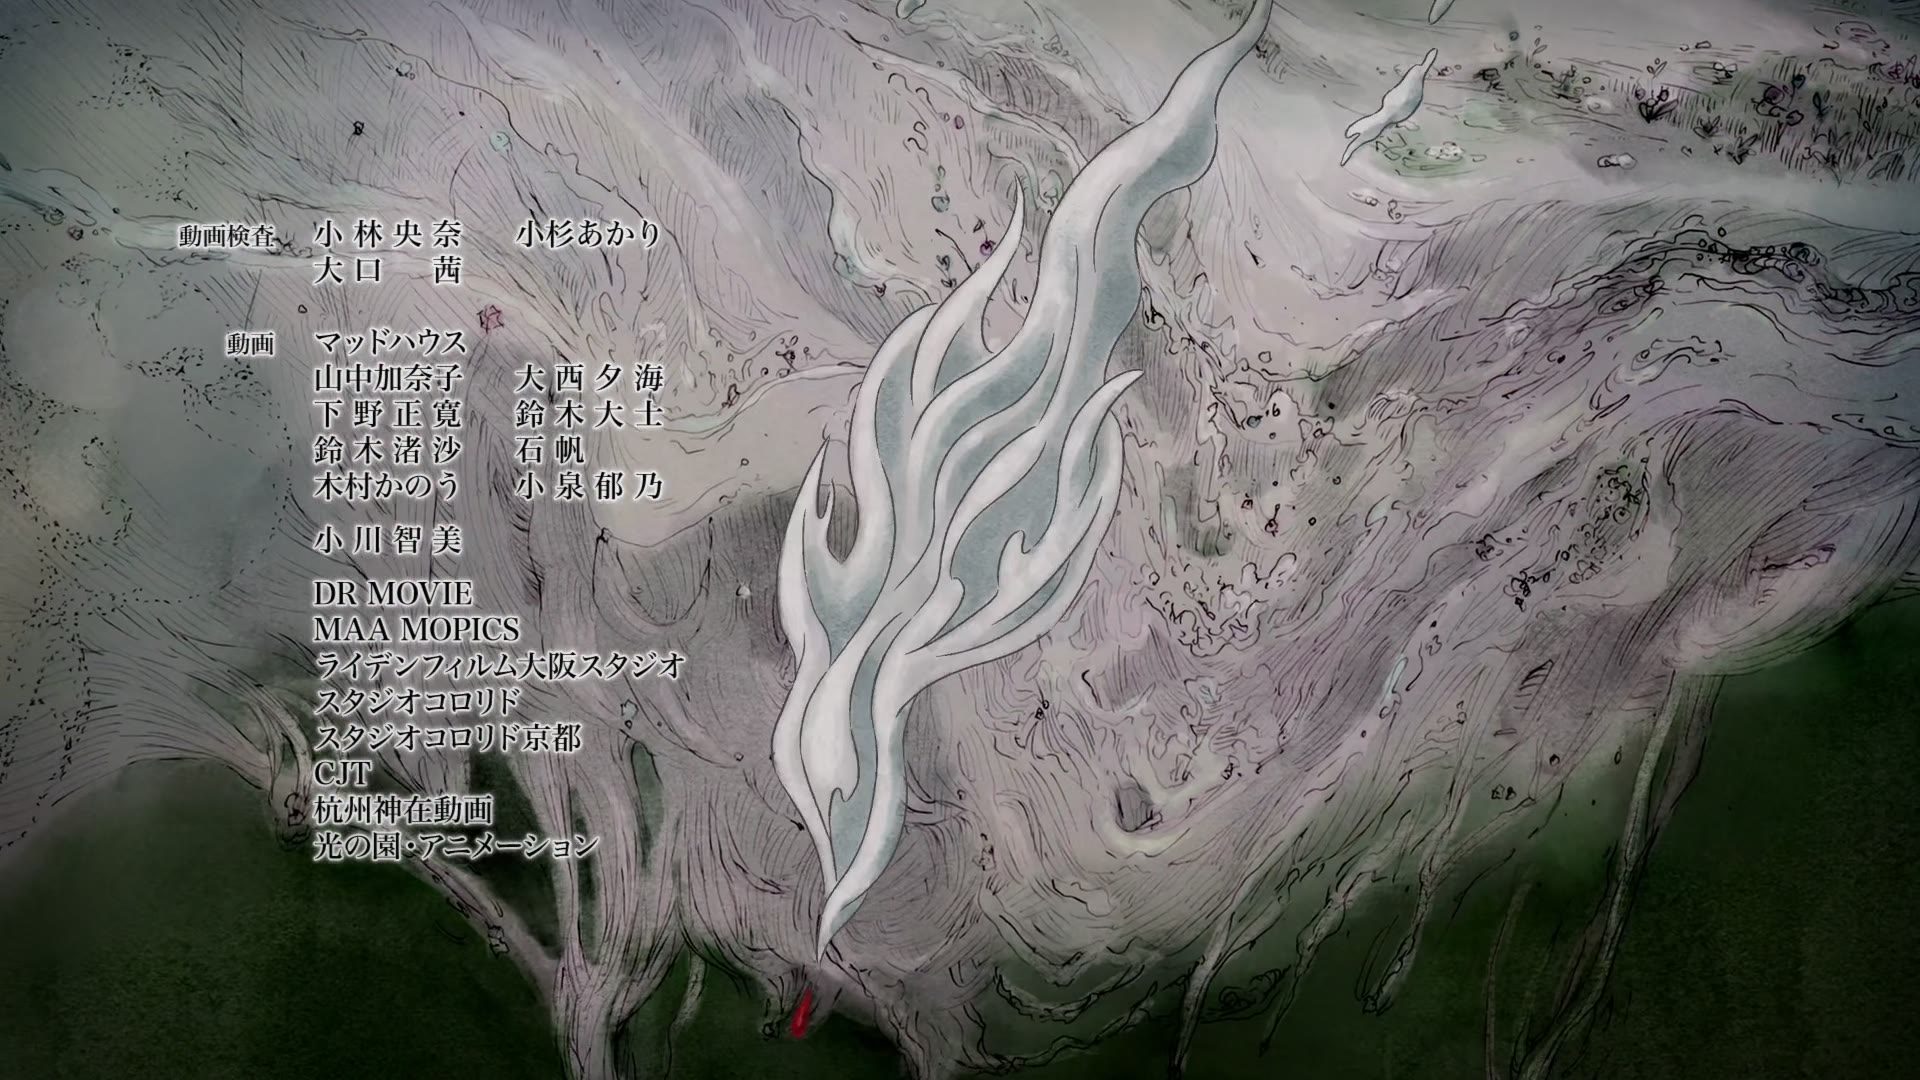 動画検査 小林央奈 小杉あかり
大口 茜
動画 マッドハウス
山中加奈子 大西夕海
下野正寛 鈴木大士
鈴木渚沙 石帆
木村かのう 小泉郁乃
小川智美
DR MOVIE
MAA MOPICS
ライデンフィルム大阪スタジオ
スタジオコロリド
スタジオコロリド京都
CJT
杭州神在動画
光の園・アニメーション